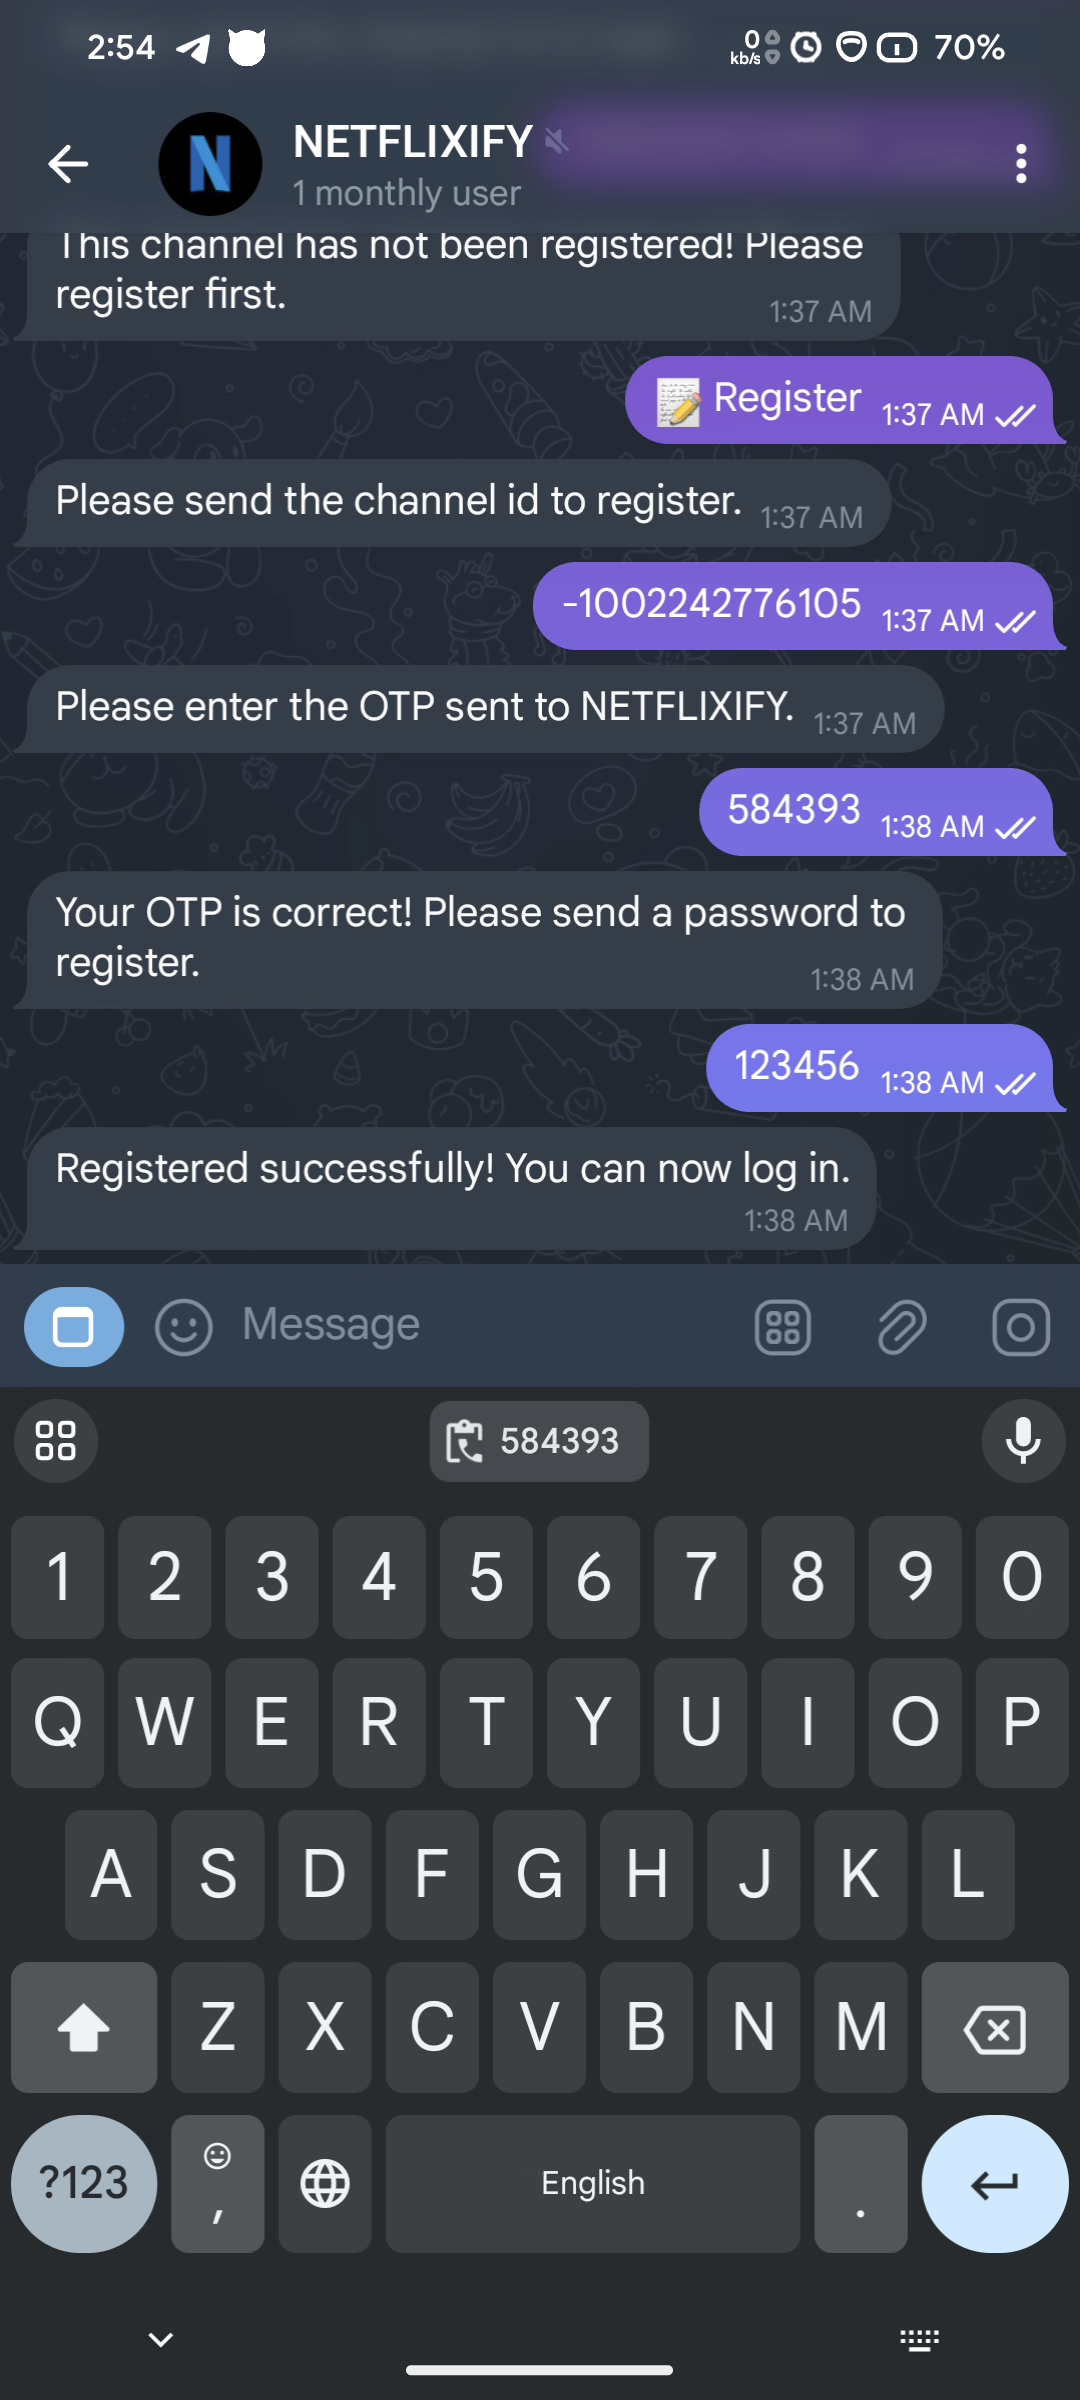 2:54 0 kb/s 70%
NETFLIXIFY
1 monthly user
This channel has not been registered! Please
register first.
1:37 AM
Register 1:37 AM
Please send the channel id to register. 1:37 AM
-1002242776105 1:37 AM
Please enter the OTP sent to NETFLIXIFY. 1:37 AM
584393 1:38 AM
Your OTP is correct! Please send a password to
register.
1:38 AM
123456 1:38 AM
Registered successfully! You can now log in.
1:38 AM
Message
584393
1 2 3 4 5 6 7 8 9 0
Q W E R T Y U I O P
A S D F G H J K L
Z X C V B N M
?123 , English .